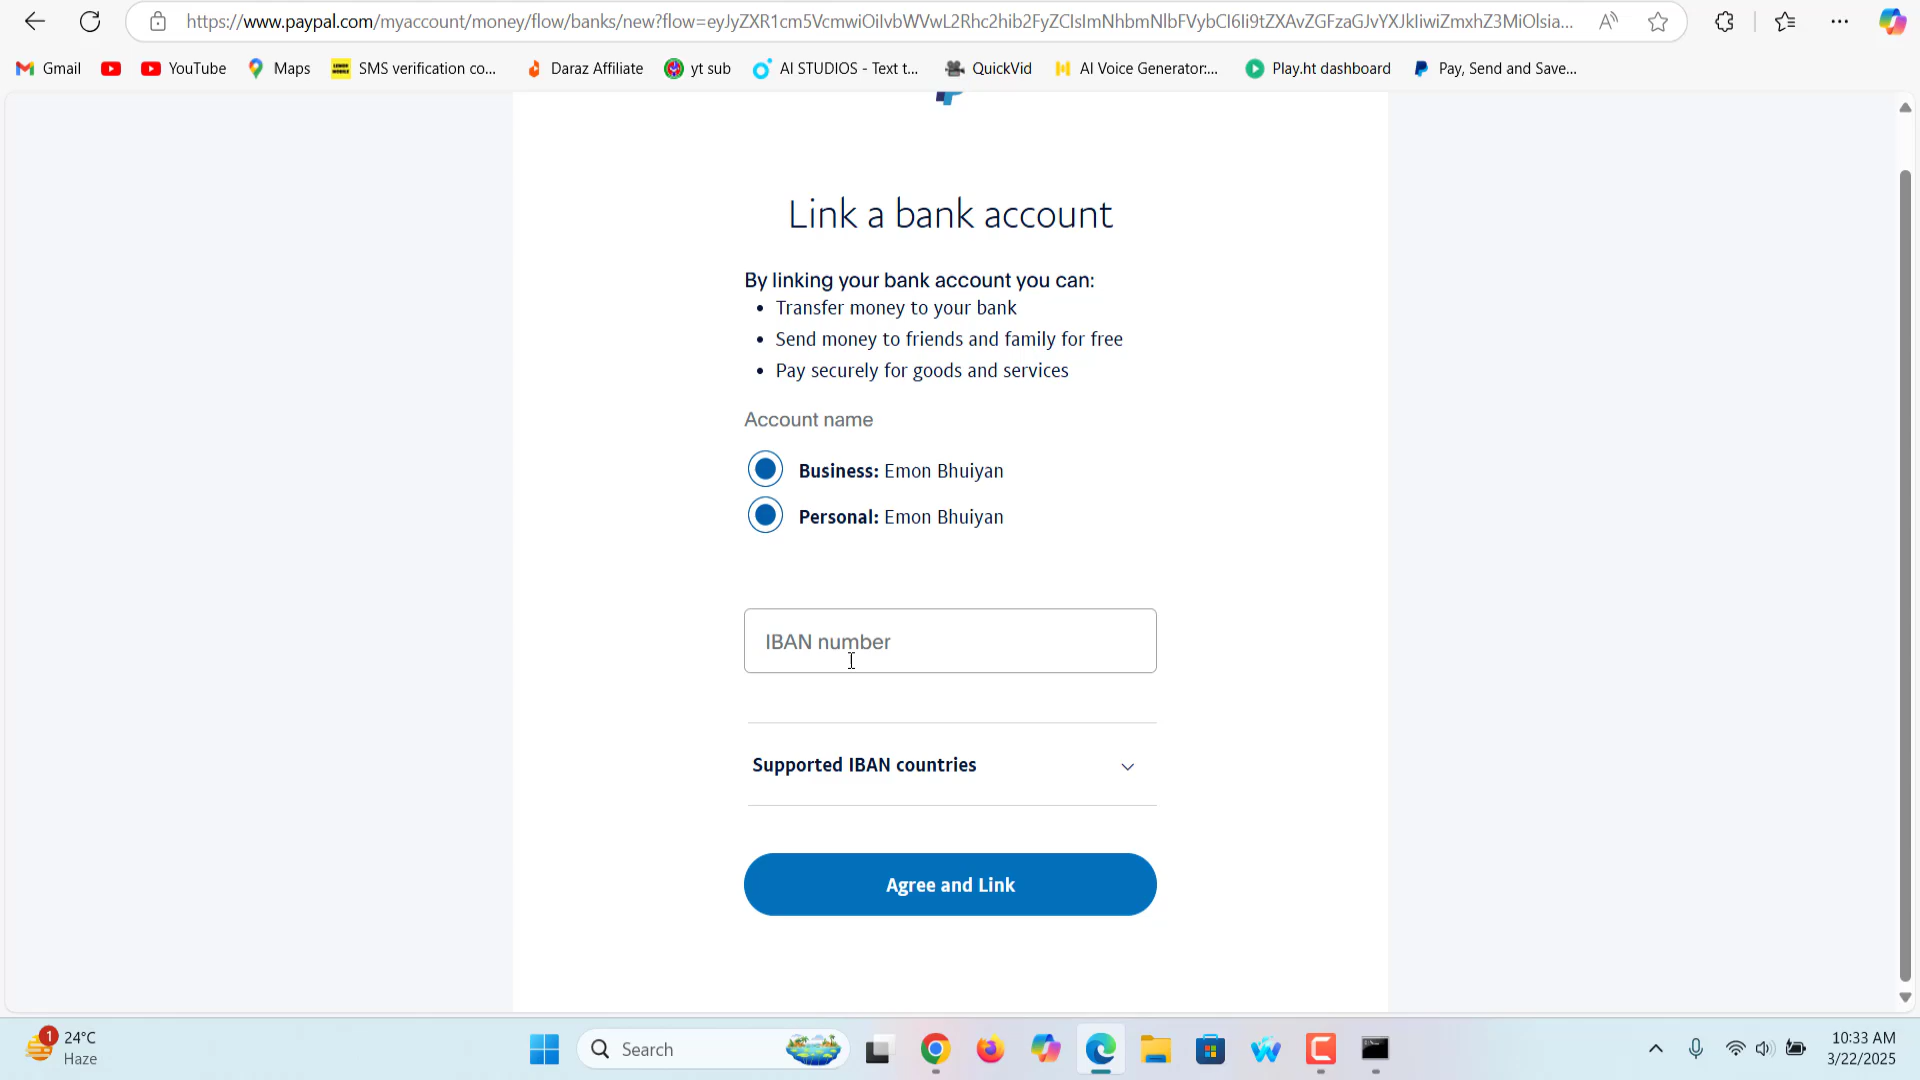 https://www.paypal.com/myaccount/money/flow/banks/new?flow=eyJyZXR1cm5VcmwiOiIvbWVwL2Rhc2hib2FyZCIsImNhbmNlbFVybCI6Ii9tZXAvZGFzaGJvYXJkIiwiZmxhZ3MiOlsia...
Gmail YouTube Maps SMS verification co... Daraz Affiliate yt sub AI STUDIOS - Text t... QuickVid AI Voice Generator:... Play.ht dashboard Pay, Send and Save...
Link a bank account
By linking your bank account you can:
• Transfer money to your bank
• Send money to friends and family for free
• Pay securely for goods and services
Account name
Business: Emon Bhuiyan
Personal: Emon Bhuiyan
IBAN number
Supported IBAN countries
Agree and Link
1
24°C
Haze
Search
10:33 AM
3/22/2025